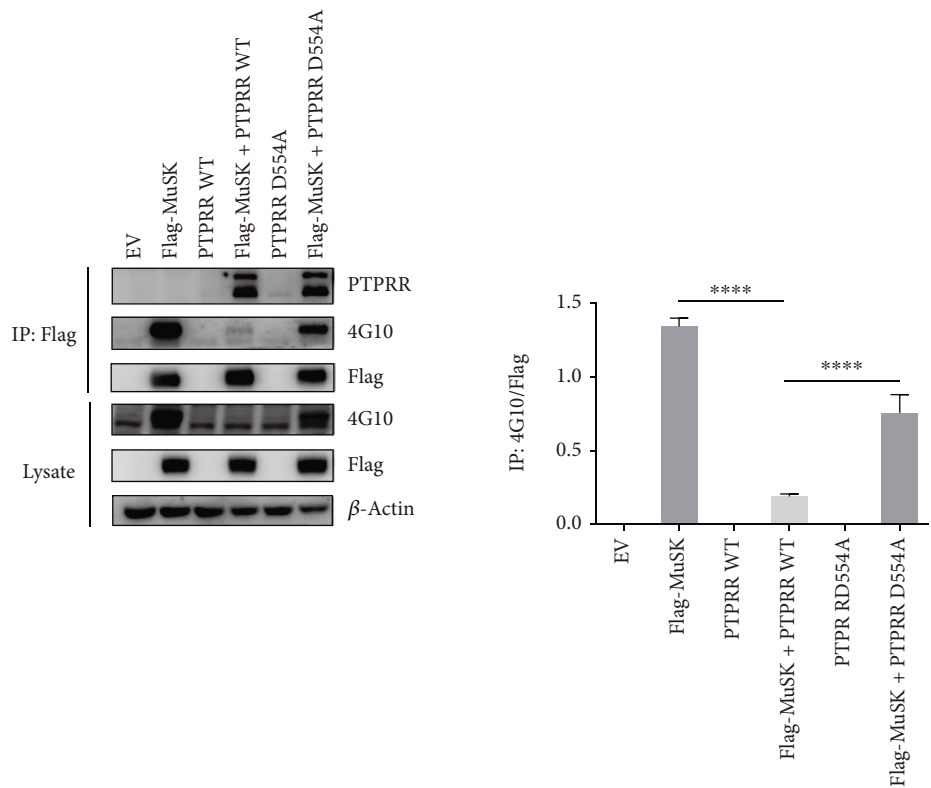 EV
Flag-MuSK
PTPRR WT
Flag-MuSK + PTPRR WT
PTPRR D554A
Flag-MuSK + PTPRR D554A
IP: Flag
PTPRR
4G10
Flag
Lysate
4G10
Flag
β-Actin
IP: 4G10/Flag
1.5
1.0
0.5
0.0
****
****
EV
Flag-MuSK
PTPRR WT
Flag-MuSK + PTPRR WT
PTPR RD554A
Flag-MuSK + PTPRR D554A